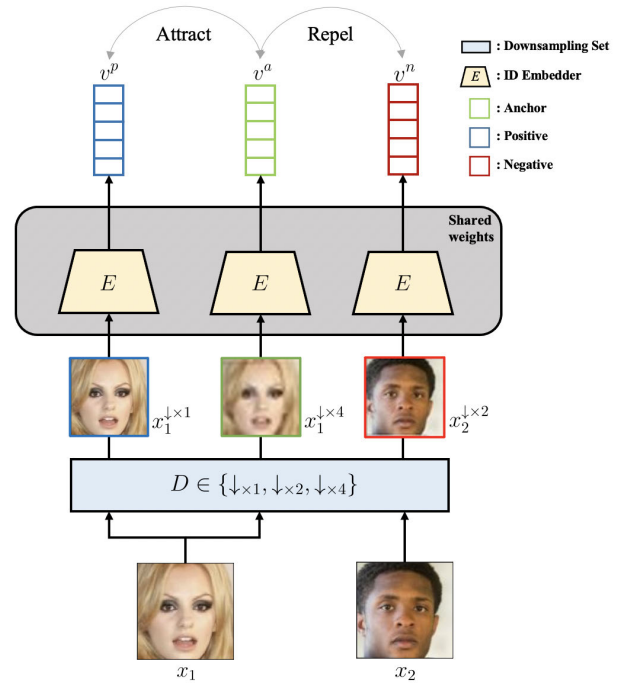 Attract
Repel
v^p
v^a
v^n
: Downsampling Set
E : ID Embedder
: Anchor
: Positive
: Negative
Shared
weights
E
E
E
x_1^{↓×1}
x_1^{↓×4}
x_2^{↓×2}
D ∈ {↓×1, ↓×2, ↓×4}
x_1
x_2